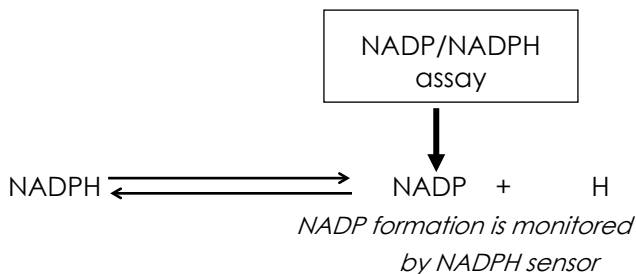 NADP/NADPH
assay
NADPH NADP + H
NADP formation is monitored
by NADPH sensor